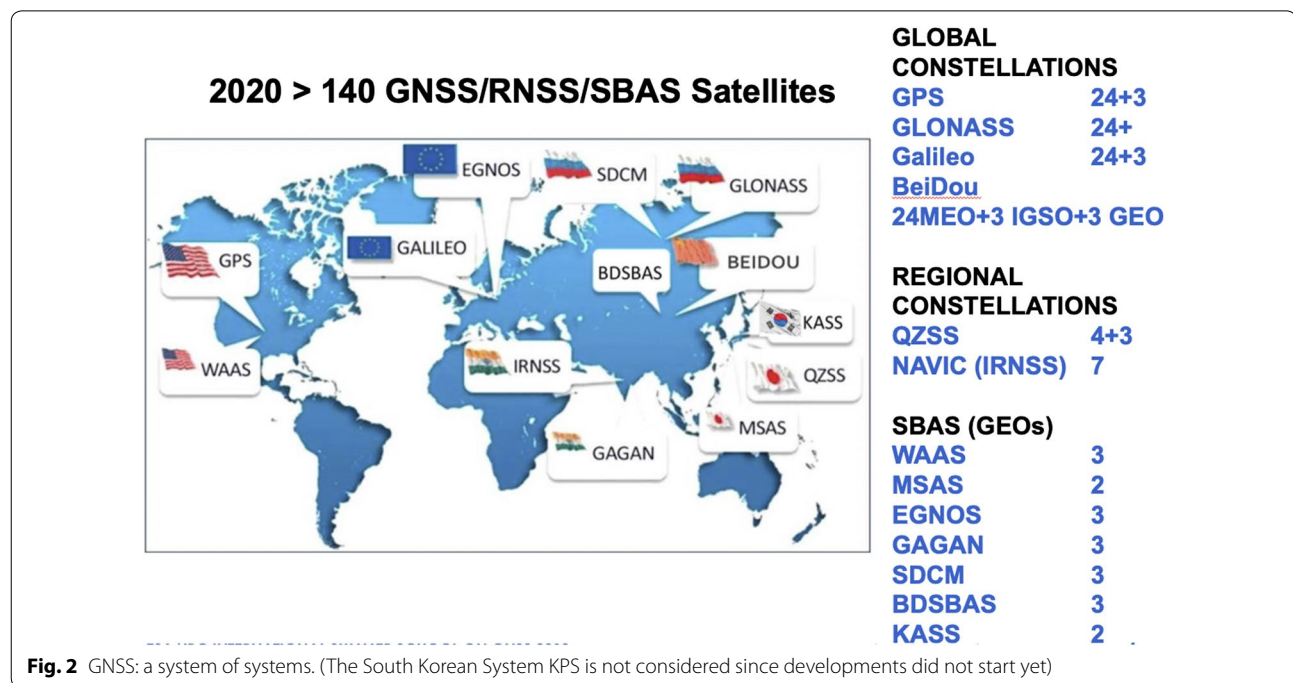 2020 > 140 GNSS/RNSS/SBAS Satellites
EGNOS
SDCM
GLONASS
GPS
GALILEO
BDSBAS
BEIDOU
KASS
WAAS
IRNSS
QZSS
MSAS
GAGAN
GLOBAL
CONSTELLATIONS
GPS 24+3
GLONASS 24+
Galileo 24+3
BeiDou
24MEO+3 IGSO+3 GEO
REGIONAL
CONSTELLATIONS
QZSS 4+3
NAVIC (IRNSS) 7
SBAS (GEOs)
WAAS 3
MSAS 2
EGNOS 3
GAGAN 3
SDCM 3
BDSBAS 3
KASS 2
Fig. 2 GNSS: a system of systems. (The South Korean System KPS is not considered since developments did not start yet)